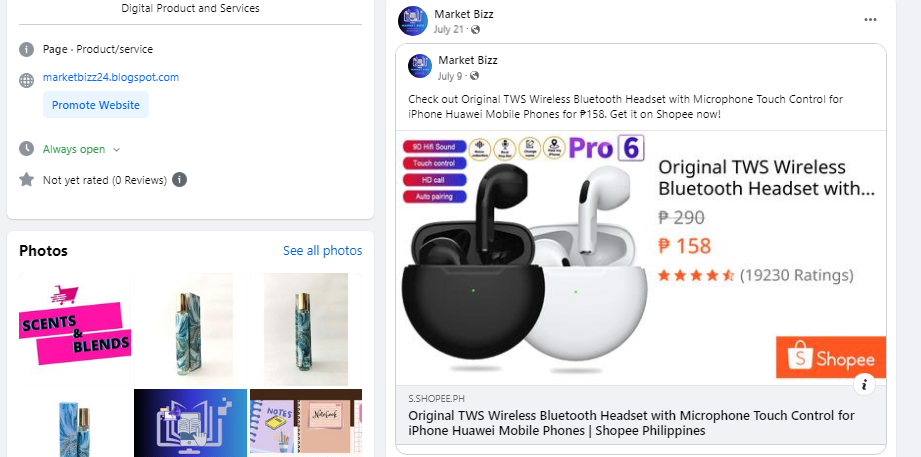 Digital Product and Services
Page · Product/service
marketbizz24.blogspot.com
Promote Website
Always open
Not yet rated (0 Reviews)
Photos
See all photos
SCENTS
&
BLENDS
NOTES
Notebook
Market Bizz
July 21 ·
Market Bizz
July 9 ·
Check out Original TWS Wireless Bluetooth Headset with Microphone Touch Control for
iPhone Huawei Mobile Phones for ₱158. Get it on Shopee now!
9D Hifi Sound
Touch control
HD call
Auto pairing
Pro 6
Original TWS Wireless
Bluetooth Headset with...
₱ 290
₱ 158
(19230 Ratings)
S Shopee
S.SHOPEE.PH
Original TWS Wireless Bluetooth Headset with Microphone Touch Control for
iPhone Huawei Mobile Phones | Shopee Philippines